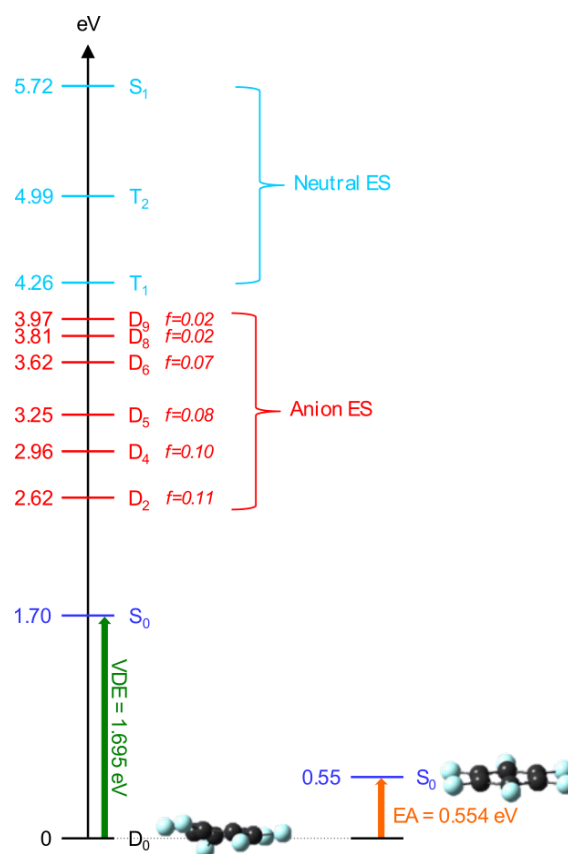 eV
5.72 S₁
Neutral ES
4.99 T₂
4.26 T₁
3.97 D₉ f=0.02
3.81 D₈ f=0.02
3.62 D₆ f=0.07
3.25 D₅ f=0.08
Anion ES
2.96 D₄ f=0.10
2.62 D₂ f=0.11
1.70 S₀
VDE = 1.695 eV
0.55 S₀
EA = 0.554 eV
0 D₀